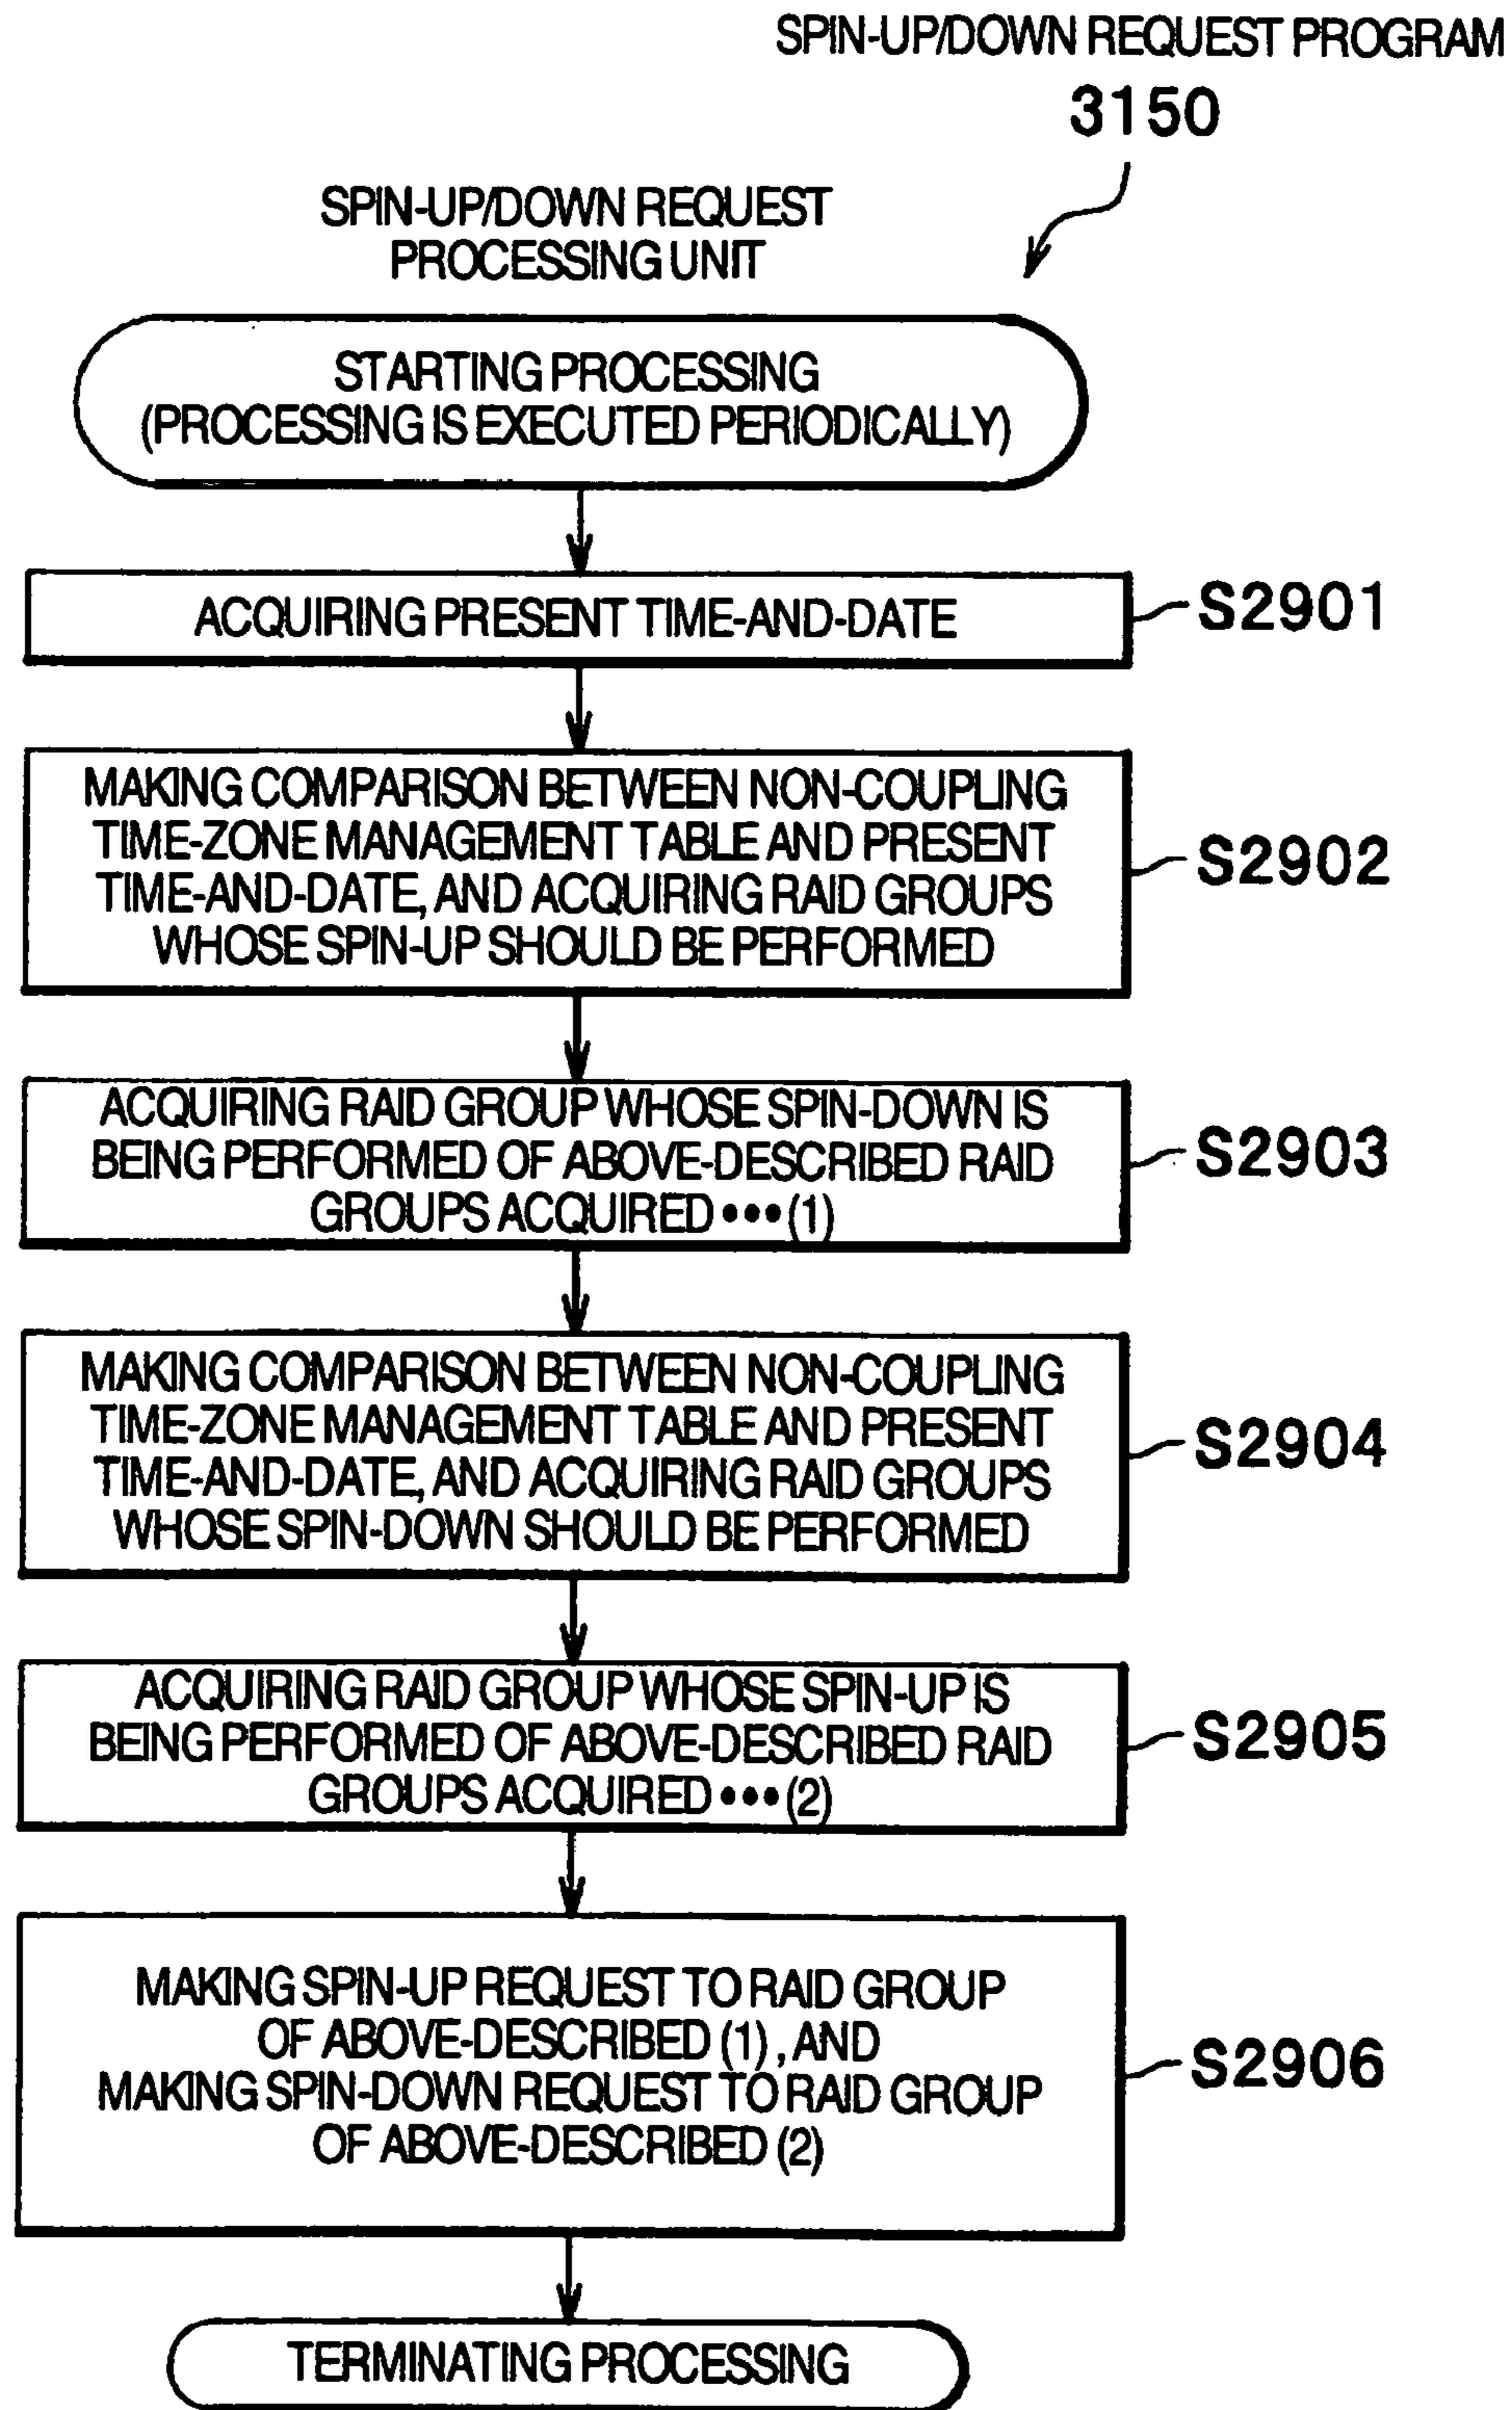 SPIN-UP/DOWN REQUEST PROGRAM
3150
SPIN-UP/DOWN REQUEST
PROCESSING UNIT
STARTING PROCESSING
(PROCESSING IS EXECUTED PERIODICALLY)
ACQUIRING PRESENT TIME-AND-DATE
S2901
MAKING COMPARISON BETWEEN NON-COUPLING
TIME-ZONE MANAGEMENT TABLE AND PRESENT
TIME-AND-DATE, AND ACQUIRING RAID GROUPS
WHOSE SPIN-UP SHOULD BE PERFORMED
S2902
ACQUIRING RAID GROUP WHOSE SPIN-DOWN IS
BEING PERFORMED OF ABOVE-DESCRIBED RAID
GROUPS ACQUIRED •••(1)
S2903
MAKING COMPARISON BETWEEN NON-COUPLING
TIME-ZONE MANAGEMENT TABLE AND PRESENT
TIME-AND-DATE, AND ACQUIRING RAID GROUPS
WHOSE SPIN-DOWN SHOULD BE PERFORMED
S2904
ACQUIRING RAID GROUP WHOSE SPIN-UP IS
BEING PERFORMED OF ABOVE-DESCRIBED RAID
GROUPS ACQUIRED •••(2)
S2905
MAKING SPIN-UP REQUEST TO RAID GROUP
OF ABOVE-DESCRIBED (1), AND
MAKING SPIN-DOWN REQUEST TO RAID GROUP
OF ABOVE-DESCRIBED (2)
S2906
TERMINATING PROCESSING